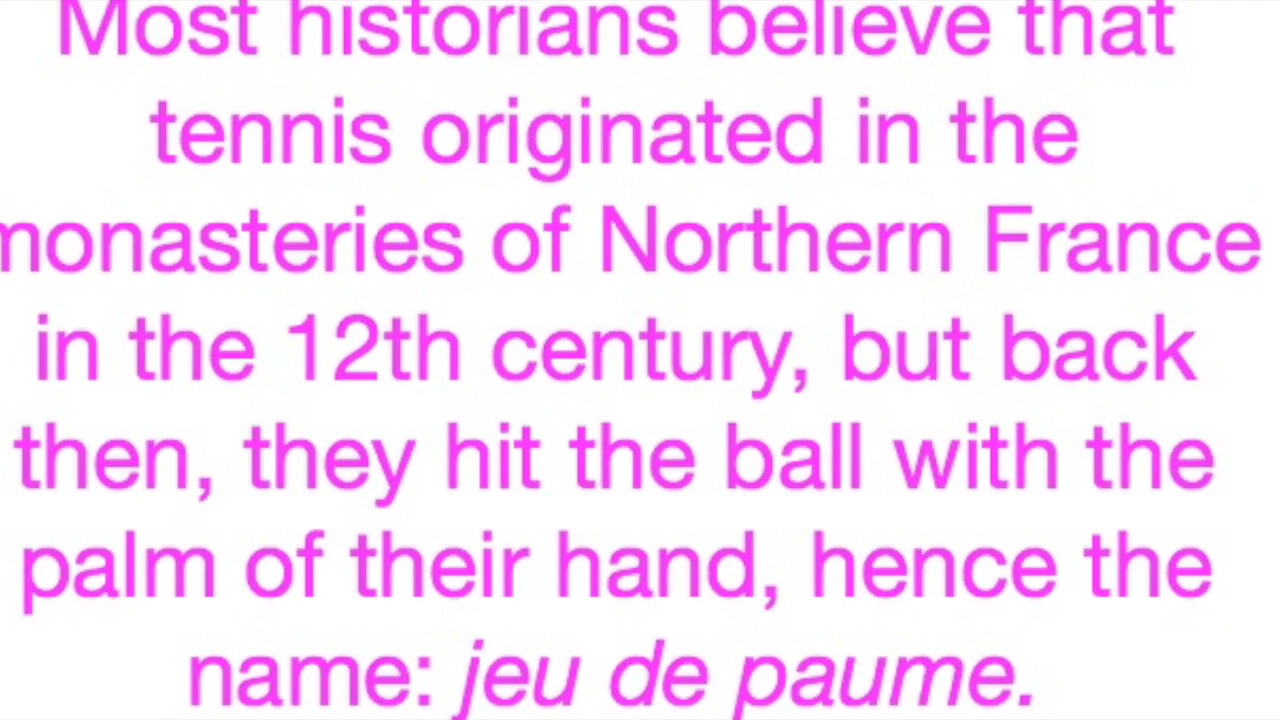 Most historians believe that
tennis originated in the
monasteries of Northern France
in the 12th century, but back
then, they hit the ball with the
palm of their hand, hence the
name: jeu de paume.